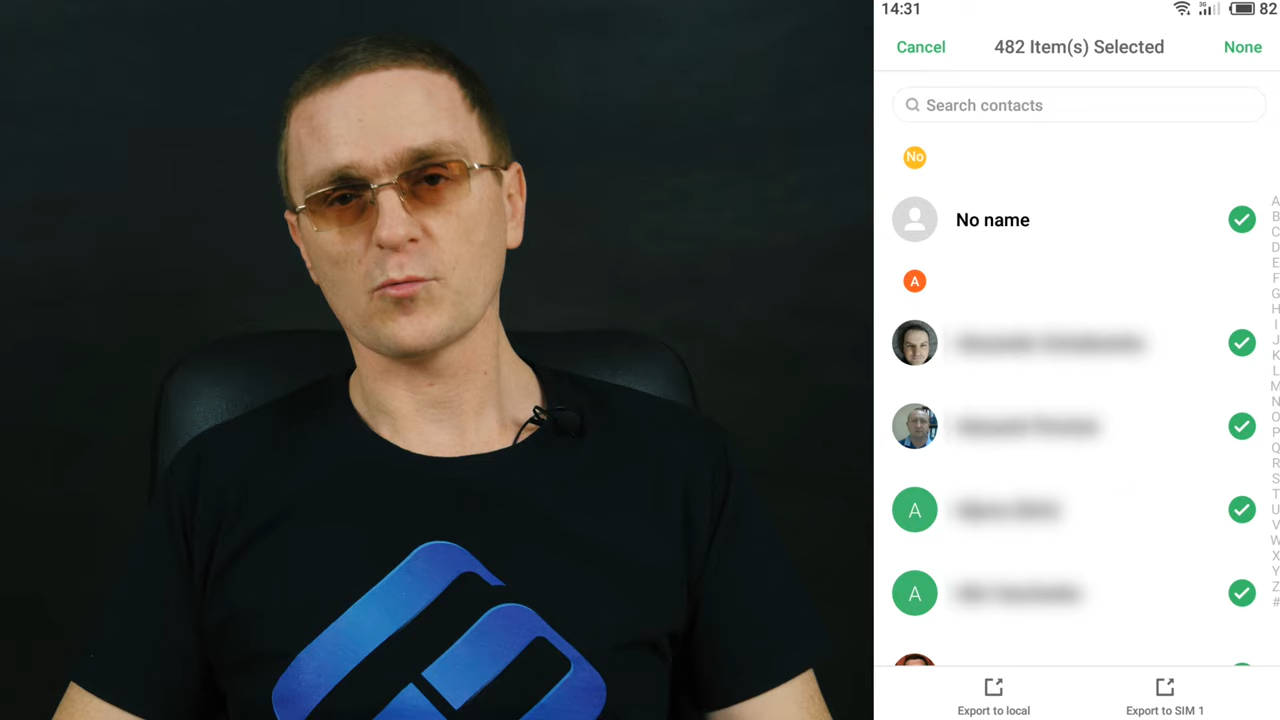 14:31
3G
82
Cancel
482 Item(s) Selected
None
Search contacts
No
No name
A
A
A
A
B
C
D
E
F
G
H
I
J
K
L
M
N
O
P
Q
R
S
T
U
V
W
X
Y
Z
#
Export to local
Export to SIM 1